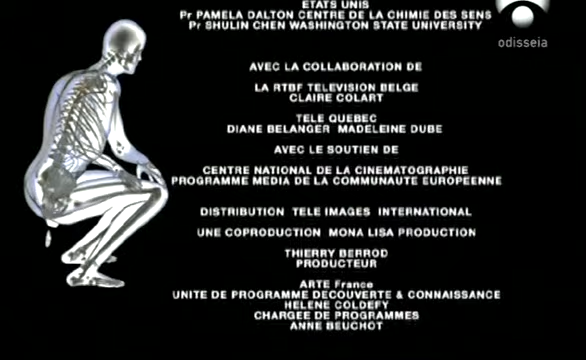 ETATS UNIS
Pr PAMELA DALTON CENTRE DE LA CHIMIE DES SENS
Pr SHULIN CHEN WASHINGTON STATE UNIVERSITY
odisseia
AVEC LA COLLABORATION DE
LA RTBF TELEVISION BELGE
CLAIRE COLART
TELE QUEBEC
DIANE BELANGER MADELEINE DUBE
AVEC LE SOUTIEN DE
CENTRE NATIONAL DE LA CINEMATOGRAPHIE
PROGRAMME MEDIA DE LA COMMUNAUTE EUROPEENNE
DISTRIBUTION TELE IMAGES INTERNATIONAL
UNE COPRODUCTION MONA LISA PRODUCTION
THIERRY BERROD
PRODUCTEUR
ARTE France
UNITE DE PROGRAMME DECOUVERTE & CONNAISSANCE
HELENE COLDEFY
CHARGEE DE PROGRAMMES
ANNE BEUCHOT